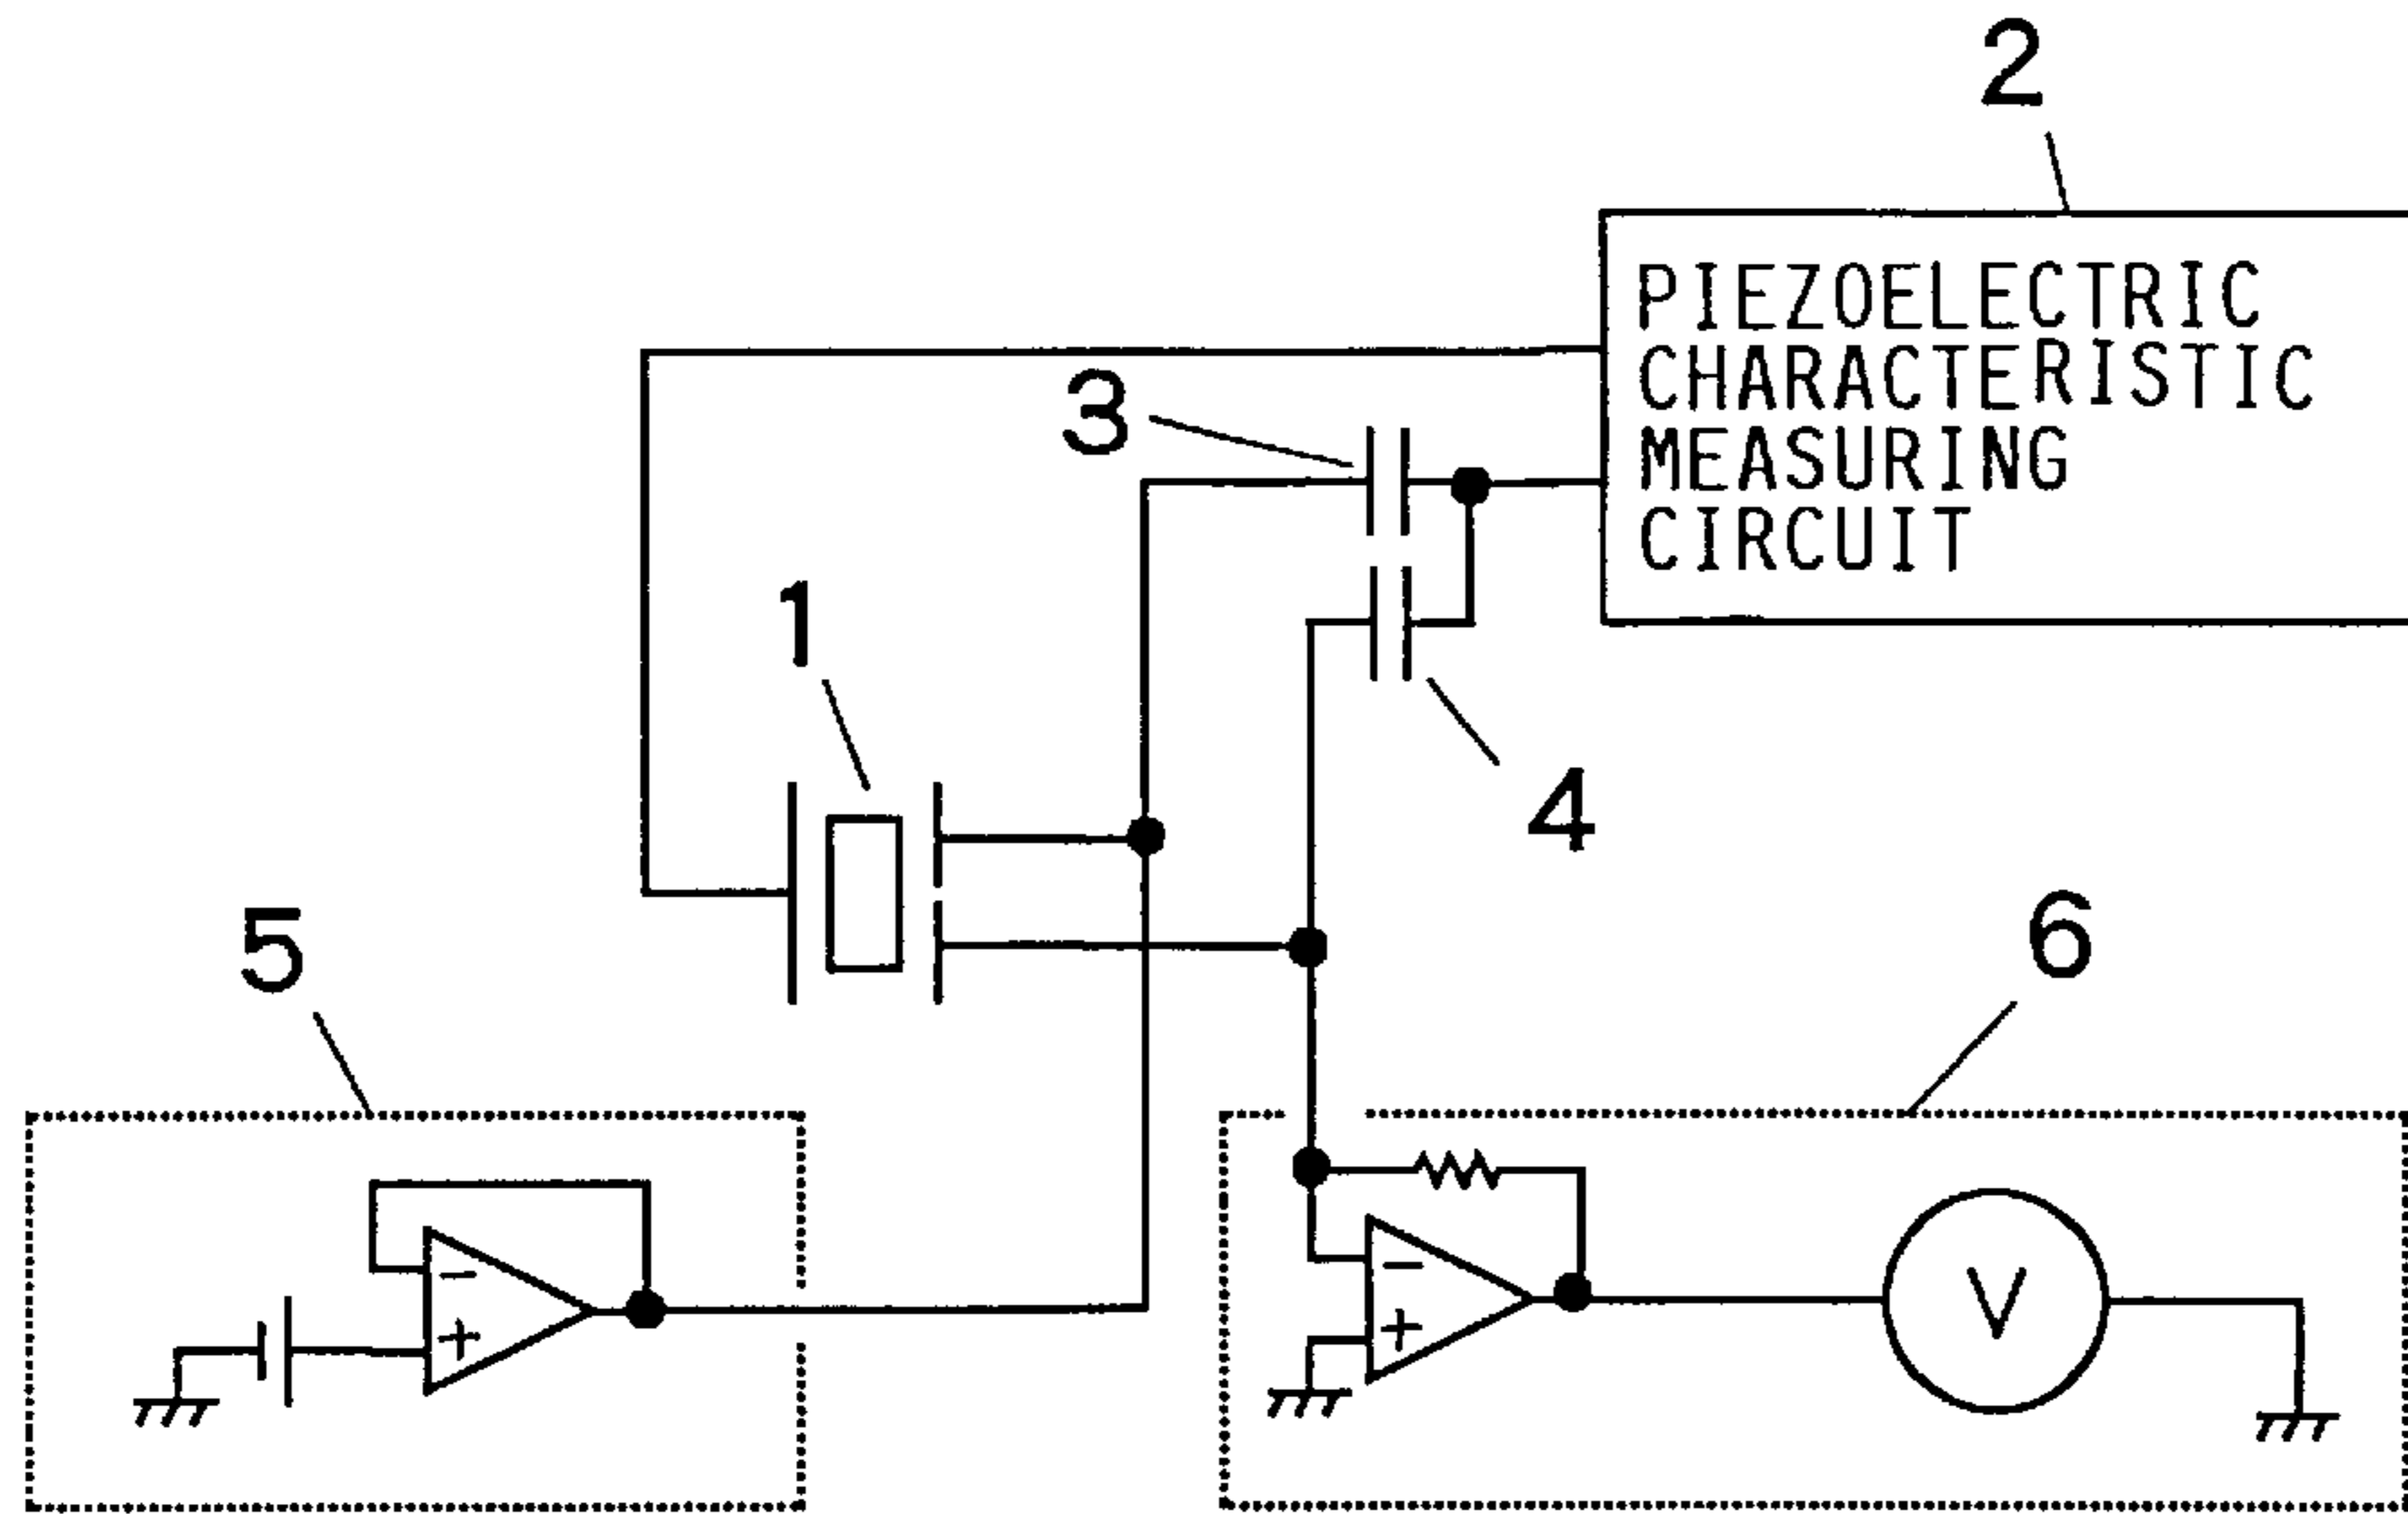 2
PIEZOELECTRIC
CHARACTERISTIC
MEASURING
CIRCUIT
3
1
4
5
6
−
+
−
+
V